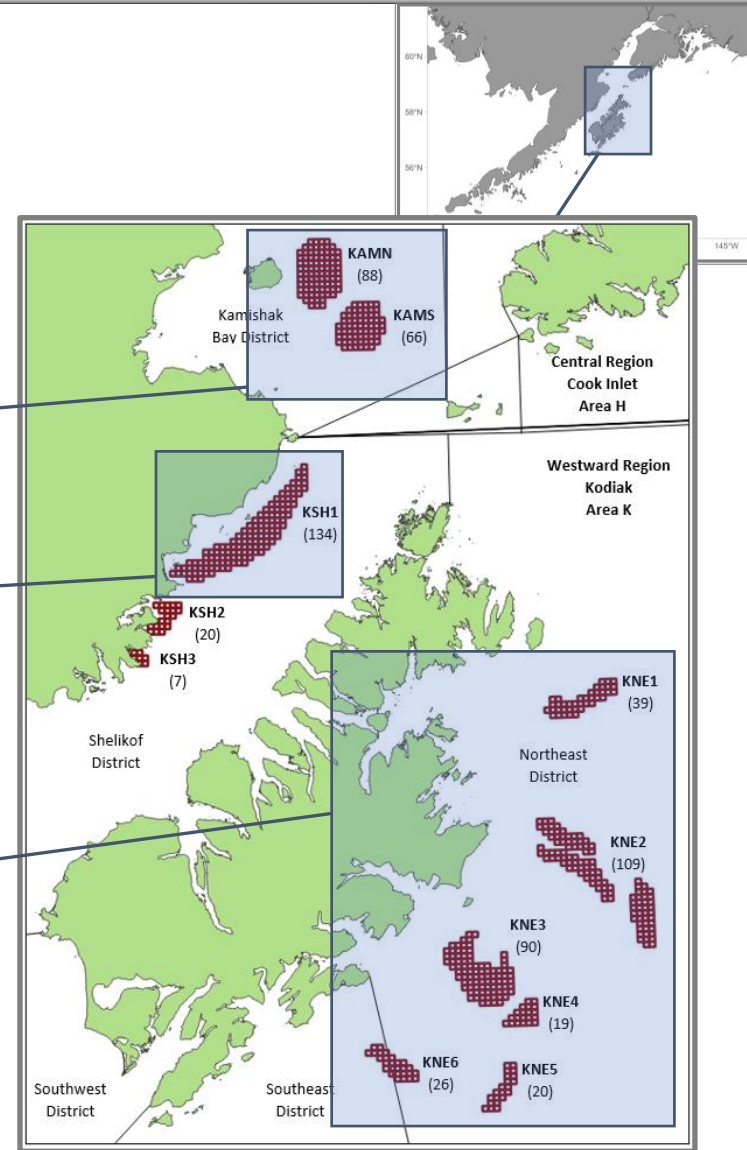 60°N
58°N
56°N
145°W
KAMN
(88)
Kamishak
Bay District
KAMS
(66)
Central Region
Cook Inlet
Area H
Westward Region
Kodiak
Area K
KSH1
(134)
KSH2
(20)
KSH3
(7)
Shelikof
District
KNE1
(39)
Northeast
District
KNE2
(109)
KNE3
(90)
KNE4
(19)
KNE5
(20)
KNE6
(26)
Southwest
District
Southeast
District